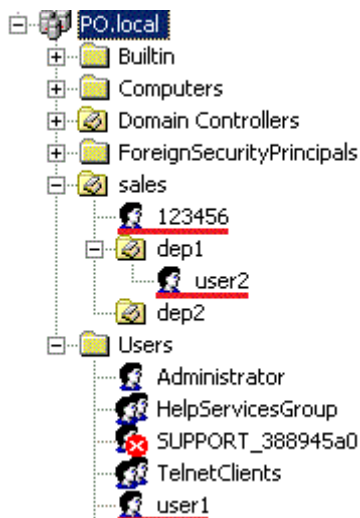 PO.local
Builtin
Computers
Domain Controllers
ForeignSecurityPrincipals
sales
123456
dep1
user2
dep2
Users
Administrator
HelpServicesGroup
SUPPORT_388945a0
TelnetClients
user1